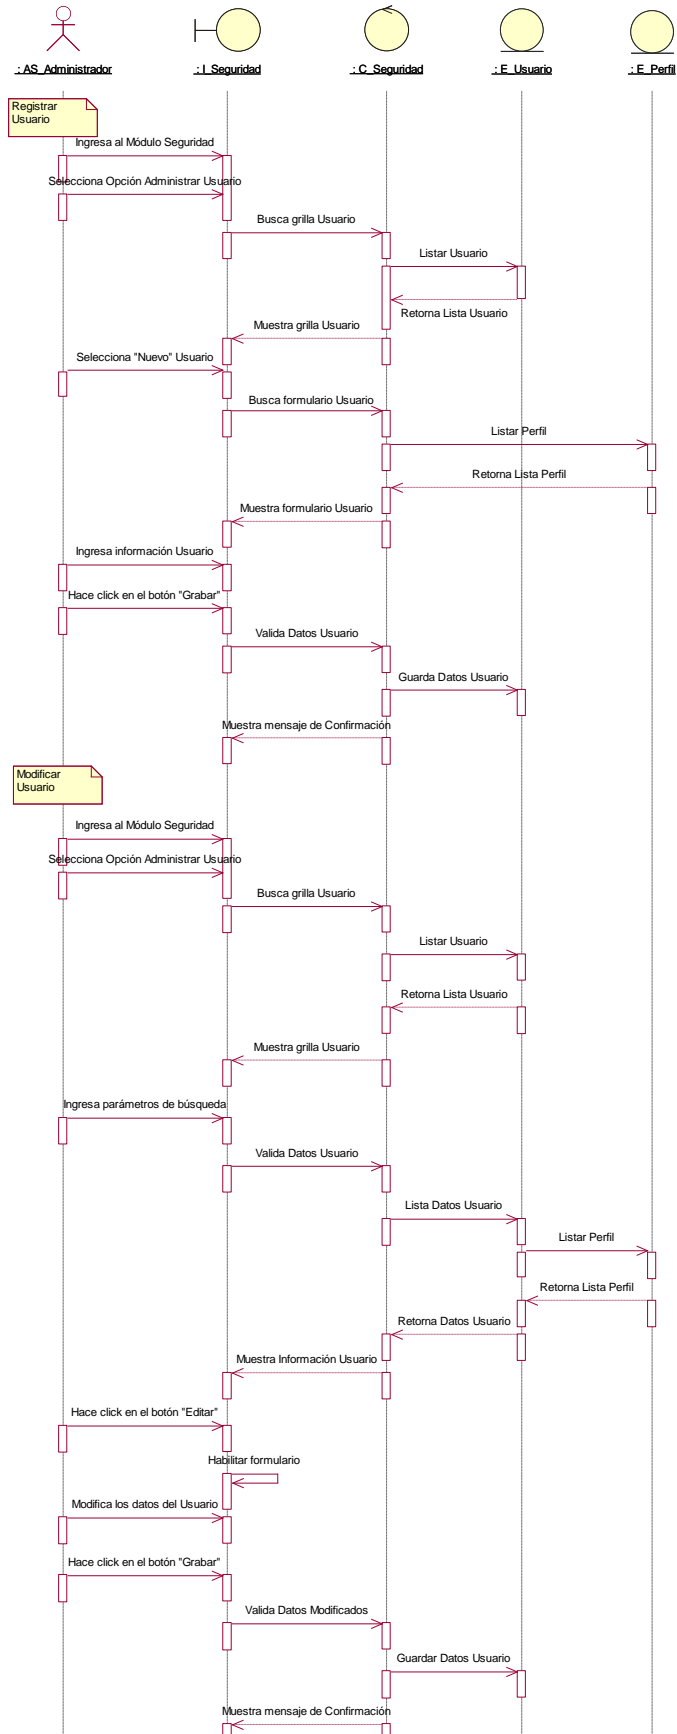 : AS_Administrador
: I_Seguridad
: C_Seguridad
: E_Usuario
: E_Perfil
Registrar
Usuario
Ingresa al Módulo Seguridad
Selecciona Opción Administrar Usuario
Busca grilla Usuario
Listar Usuario
Retorna Lista Usuario
Muestra grilla Usuario
Selecciona "Nuevo" Usuario
Busca formulario Usuario
Listar Perfil
Retorna Lista Perfil
Muestra formulario Usuario
Ingresa información Usuario
Hace click en el botón "Grabar"
Valida Datos Usuario
Guarda Datos Usuario
Muestra mensaje de Confirmación
Modificar
Usuario
Ingresa al Módulo Seguridad
Selecciona Opción Administrar Usuario
Busca grilla Usuario
Listar Usuario
Retorna Lista Usuario
Muestra grilla Usuario
Ingresa parámetros de búsqueda
Valida Datos Usuario
Lista Datos Usuario
Listar Perfil
Retorna Lista Perfil
Retorna Datos Usuario
Muestra Información Usuario
Hace click en el botón "Editar"
Habilitar formulario
Modifica los datos del Usuario
Hace click en el botón "Grabar"
Valida Datos Modificados
Guardar Datos Usuario
Muestra mensaje de Confirmación